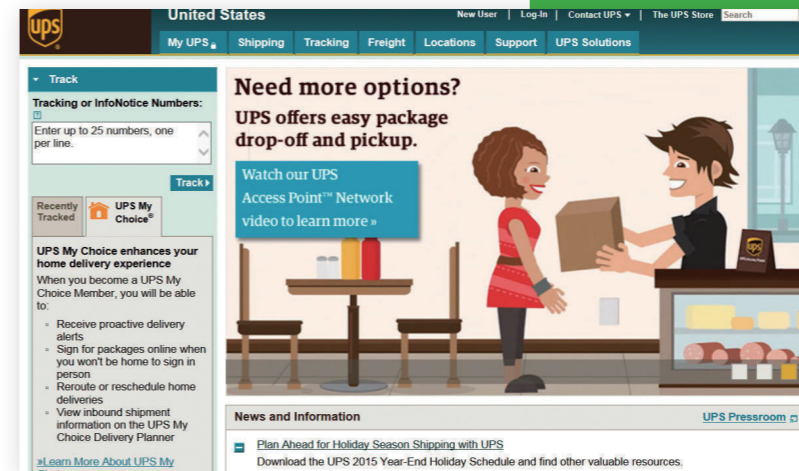 ups
United States
New User | Log-In | Contact UPS | The UPS Store Search
My UPS Shipping Tracking Freight Locations Support UPS Solutions
Track
Tracking or InfoNotice Numbers:
?
Enter up to 25 numbers, one
per line.
Track
Recently
Tracked
UPS My
Choice®
UPS My Choice enhances your
home delivery experience
When you become a UPS My
Choice Member, you will be able
to:
Receive proactive delivery
alerts
Sign for packages online when
you won't be home to sign in
person
Reroute or reschedule home
deliveries
View inbound shipment
information on the UPS My
Choice Delivery Planner
»Learn More About UPS My
Need more options?
UPS offers easy package
drop-off and pickup.
Watch our UPS
Access Point™ Network
video to learn more »
ups
News and Information
UPS Pressroom
Plan Ahead for Holiday Season Shipping with UPS
Download the UPS 2015 Year-End Holiday Schedule and find other valuable resources.